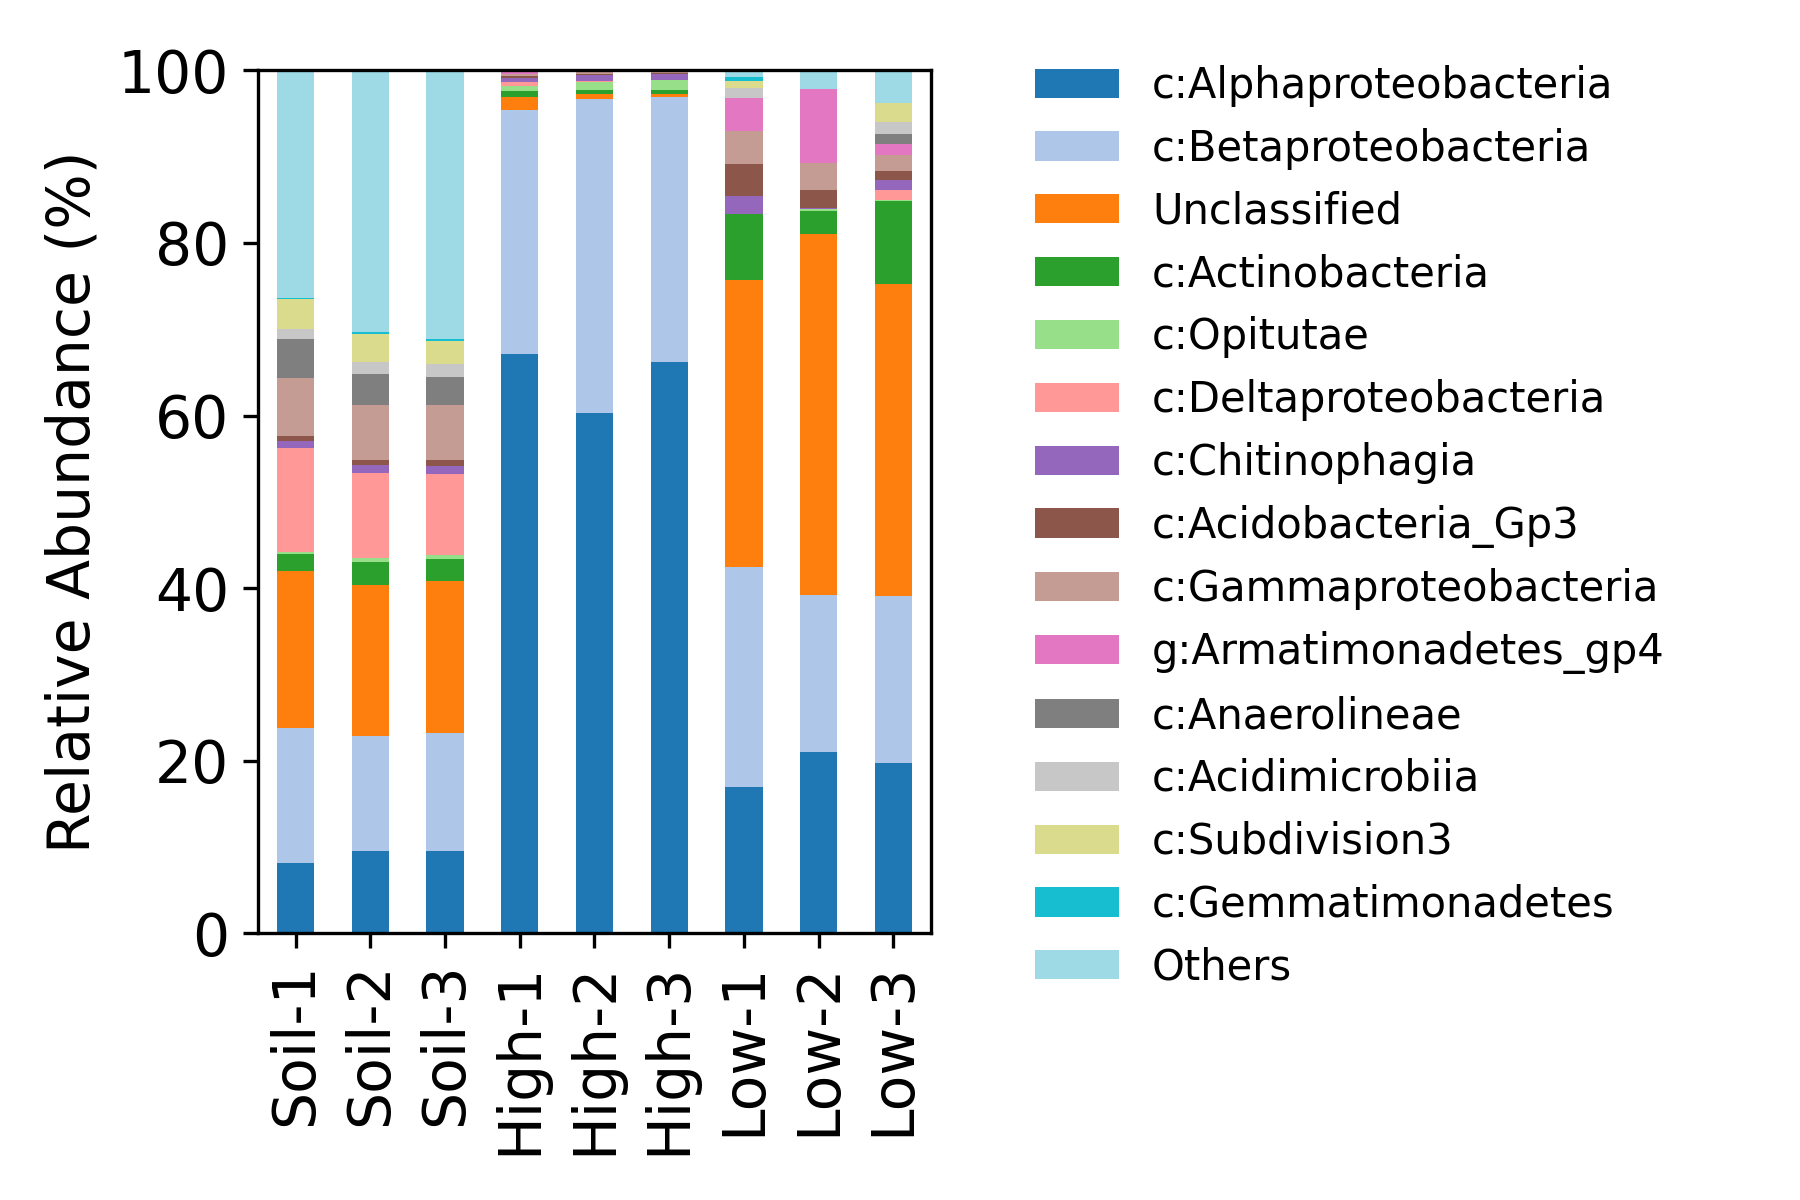 Relative Abundance (%)
100
80
60
40
20
0
Soil-1
Soil-2
Soil-3
High-1
High-2
High-3
Low-1
Low-2
Low-3
c:Alphaproteobacteria
c:Betaproteobacteria
Unclassified
c:Actinobacteria
c:Opitutae
c:Deltaproteobacteria
c:Chitinophagia
c:Acidobacteria_Gp3
c:Gammaproteobacteria
g:Armatimonadetes_gp4
c:Anaerolineae
c:Acidimicrobiia
c:Subdivision3
c:Gemmatimonadetes
Others